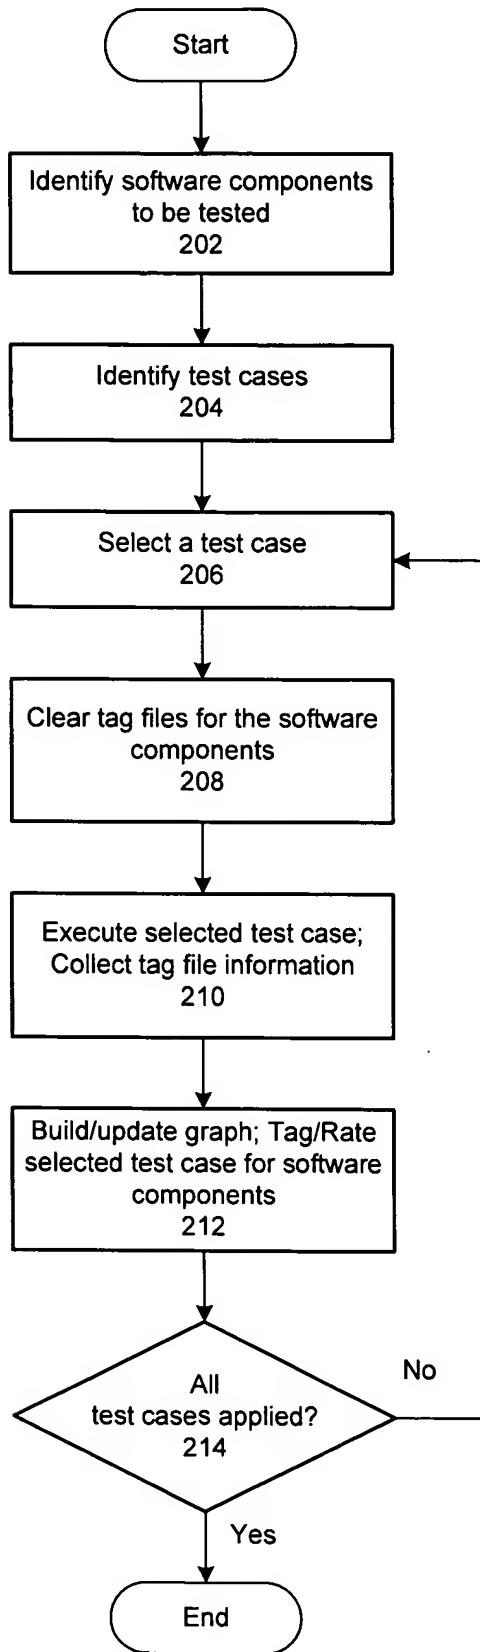 Start
Identify software components
to be tested
202
Identify test cases
204
Select a test case
206
Clear tag files for the software
components
208
Execute selected test case;
Collect tag file information
210
Build/update graph; Tag/Rate
selected test case for software
components
212
All
test cases applied?
214
No
Yes
End